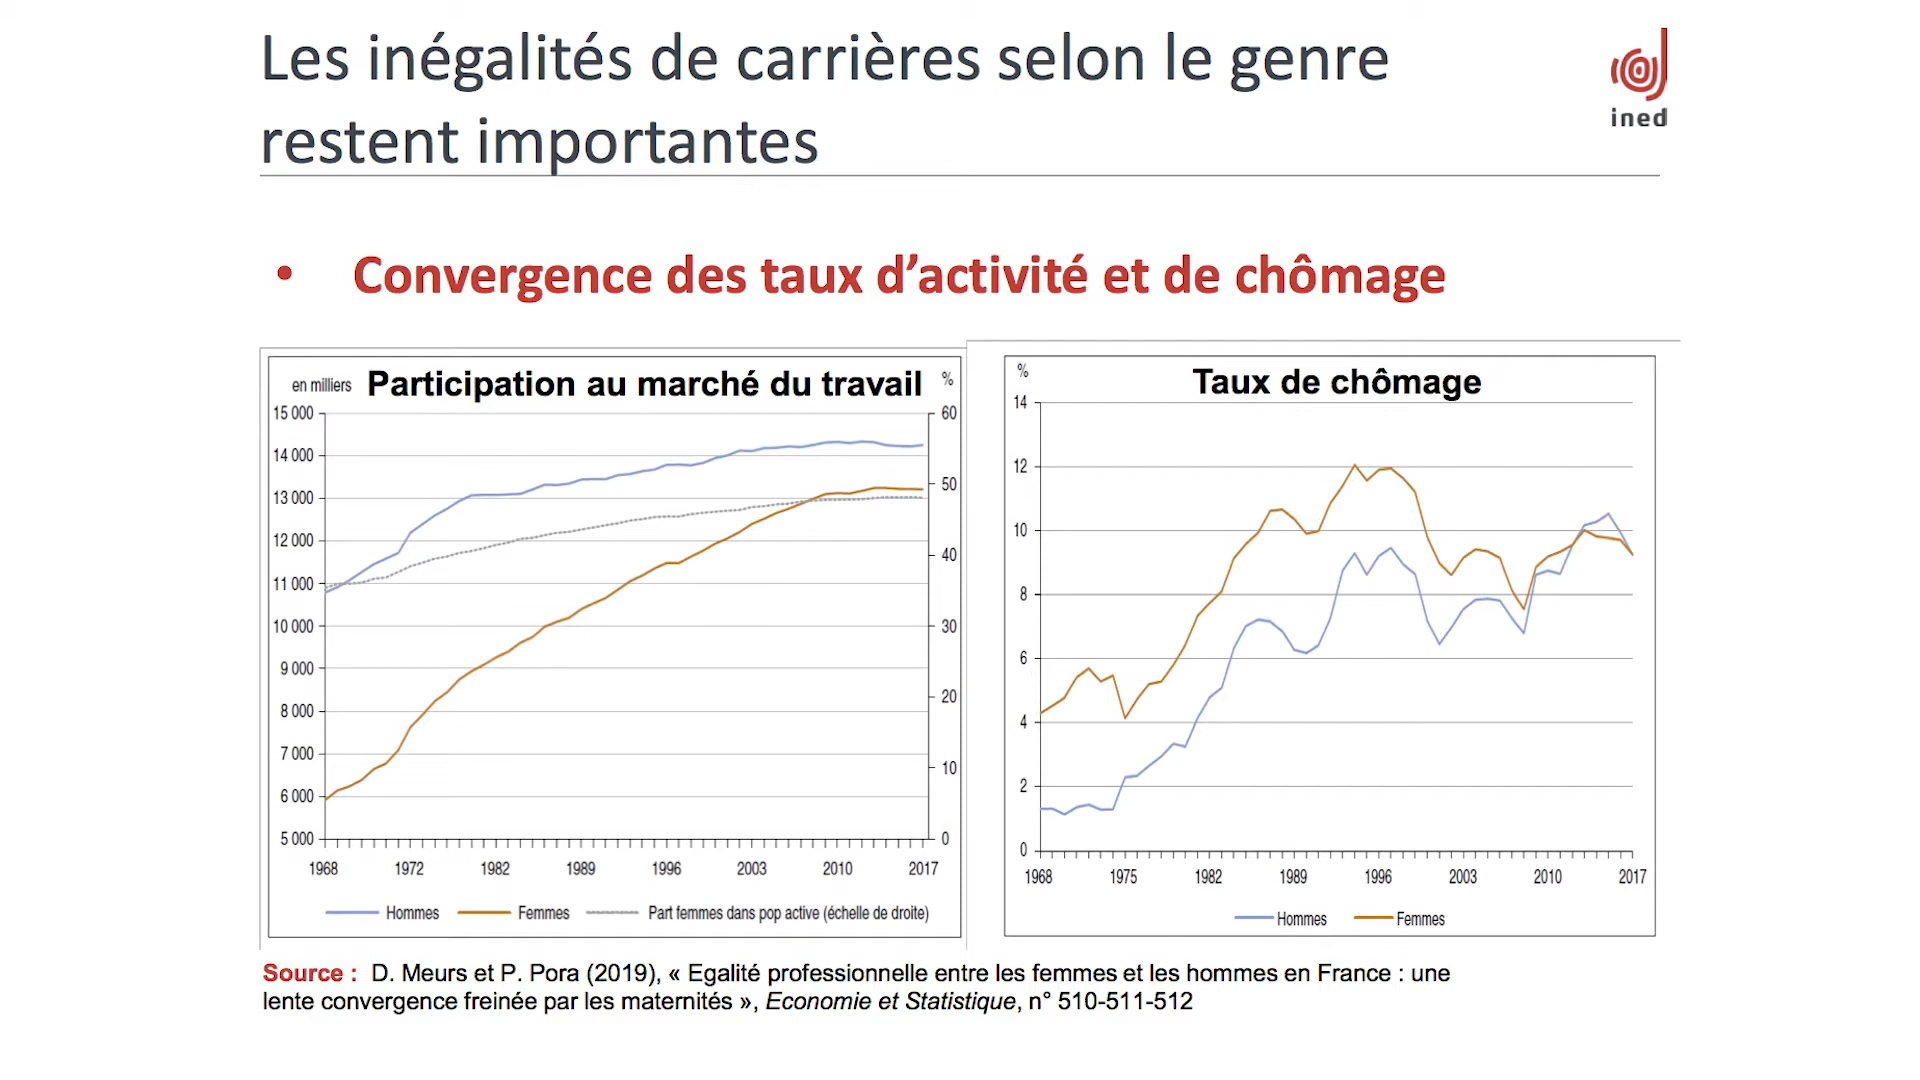 Les inégalités de carrières selon le genre
restent importantes
ined
• Convergence des taux d’activité et de chômage
en milliers
Participation au marché du travail
%
15 000
14 000
13 000
12 000
11 000
10 000
9 000
8 000
7 000
6 000
5 000
60
50
40
30
20
10
0
1968 1972 1982 1989 1996 2003 2010 2017
Hommes Femmes Part femmes dans pop active (échelle de droite)
%
Taux de chômage
14
12
10
8
6
4
2
0
1968 1975 1982 1989 1996 2003 2010 2017
Hommes Femmes
Source : D. Meurs et P. Pora (2019), « Egalité professionnelle entre les femmes et les hommes en France : une
lente convergence freinée par les maternités », Economie et Statistique, n° 510-511-512